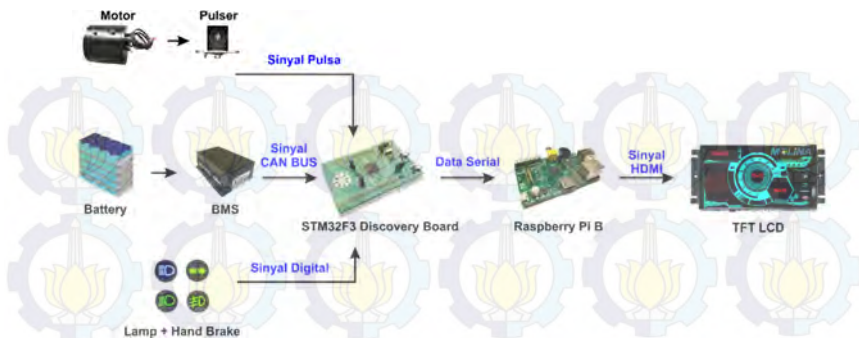 Motor
Pulser
Sinyal Pulsa
Sinyal
CAN BUS
Data Serial
Sinyal
HDMI
Battery
BMS
STM32F3 Discovery Board
Raspberry Pi B
TFT LCD
Sinyal Digital
Lamp + Hand Brake